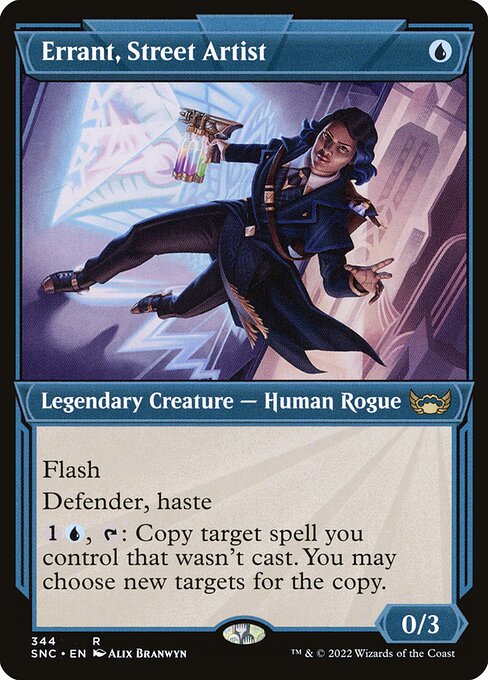 Errant, Street Artist
Legendary Creature — Human Rogue
Flash
Defender, haste
1 , : Copy target spell you
control that wasn't cast. You may
choose new targets for the copy.
0/3
344 R
SNC • EN ALIX BRANWYN
™ & © 2022 Wizards of the Coast